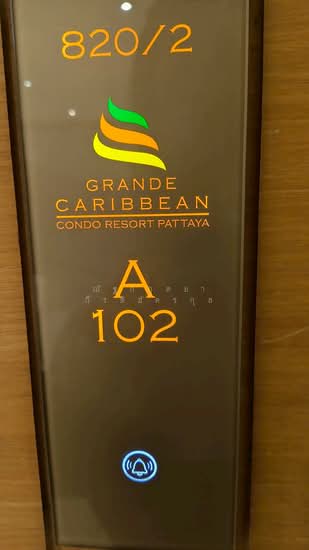 820/2
GRANDE
CARIBBEAN
CONDO RESORT PATTAYA
A
102